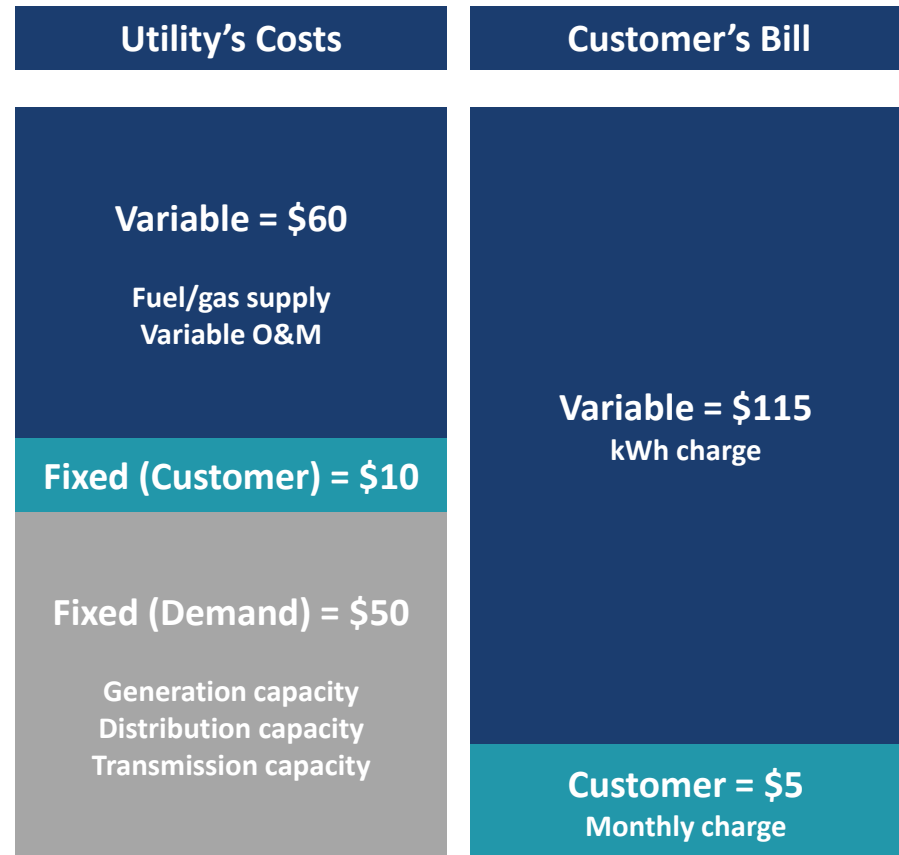 Utility’s Costs
Customer’s Bill
Variable = $60
Fuel/gas supply
Variable O&M
Fixed (Customer) = $10
Fixed (Demand) = $50
Generation capacity
Distribution capacity
Transmission capacity
Variable = $115
kWh charge
Customer = $5
Monthly charge